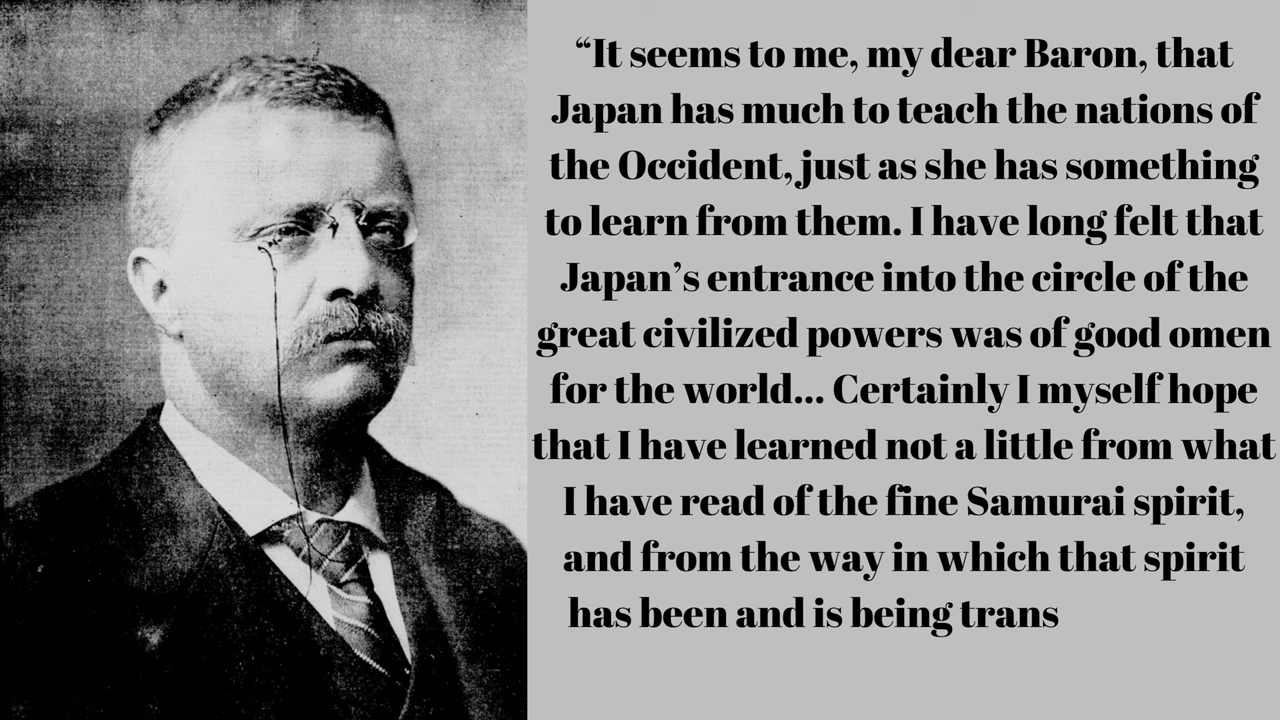 “It seems to me, my dear Baron, that
Japan has much to teach the nations of
the Occident, just as she has something
to learn from them. I have long felt that
Japan’s entrance into the circle of the
great civilized powers was of good omen
for the world... Certainly I myself hope
that I have learned not a little from what
I have read of the fine Samurai spirit,
and from the way in which that spirit
has been and is being trans